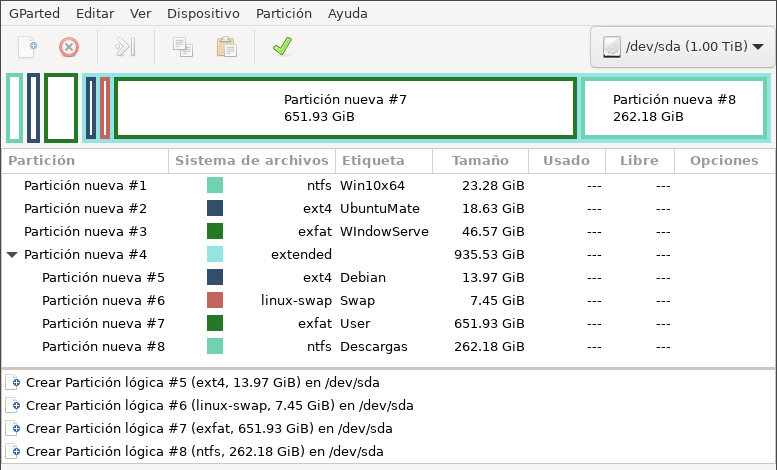 GParted Editar Ver Dispositivo Partición Ayuda
/dev/sda (1.00 TiB)
Partición nueva #7 Partición nueva #8
651.93 GiB 262.18 GiB
Partición Sistema de archivos Etiqueta Tamaño Usado Libre Opciones
Partición nueva #1 ntfs Win10x64 23.28 GiB --- ---
Partición nueva #2 ext4 UbuntuMate 18.63 GiB --- ---
Partición nueva #3 exfat WIndowServe 46.57 GiB --- ---
Partición nueva #4 extended 935.53 GiB --- ---
Partición nueva #5 ext4 Debian 13.97 GiB --- ---
Partición nueva #6 linux-swap Swap 7.45 GiB --- ---
Partición nueva #7 exfat User 651.93 GiB --- ---
Partición nueva #8 ntfs Descargas 262.18 GiB --- ---
Crear Partición lógica #5 (ext4, 13.97 GiB) en /dev/sda
Crear Partición lógica #6 (linux-swap, 7.45 GiB) en /dev/sda
Crear Partición lógica #7 (exfat, 651.93 GiB) en /dev/sda
Crear Partición lógica #8 (ntfs, 262.18 GiB) en /dev/sda